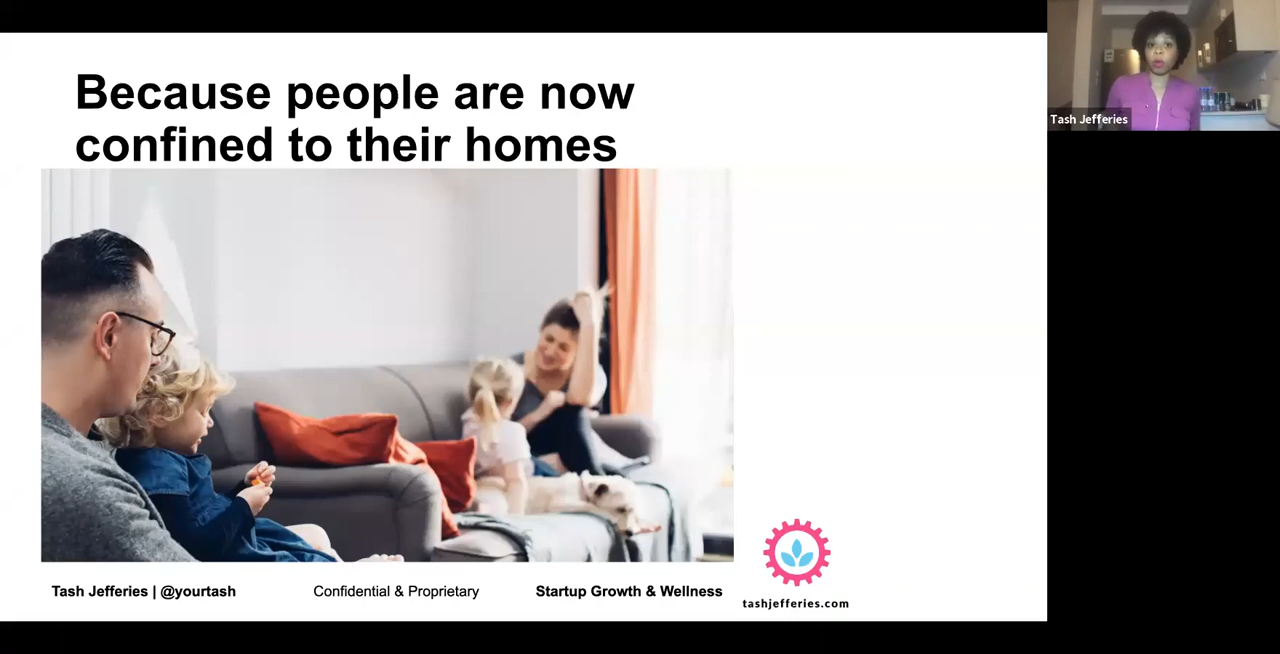 Because people are now
confined to their homes
Tash Jefferies
Tash Jefferies | @yourtash
Confidential & Proprietary
Startup Growth & Wellness
tashjefferies.com